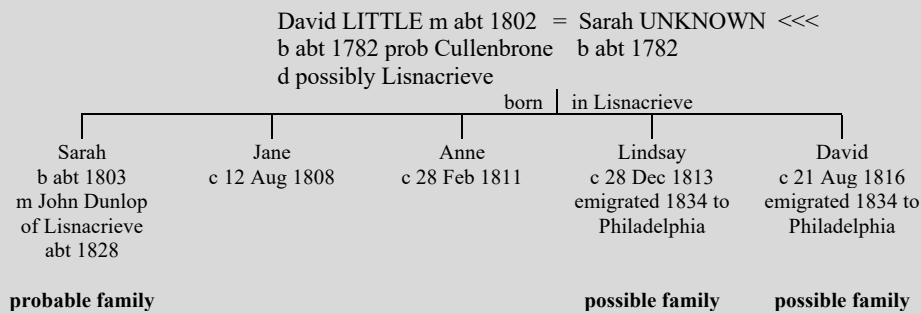 David LITTLE m abt 1802 = Sarah UNKNOWN <<<
b abt 1782 prob Cullenbrone b abt 1782
d possibly Lisnacrieve
born in Lisnacrieve
Sarah Jane Anne Lindsay David
b abt 1803 c 12 Aug 1808 c 28 Feb 1811 c 28 Dec 1813 c 21 Aug 1816
m John Dunlop emigrated 1834 to emigrated 1834 to
of Lisnacrieve Philadelphia Philadelphia
abt 1828
probable family possible family possible family